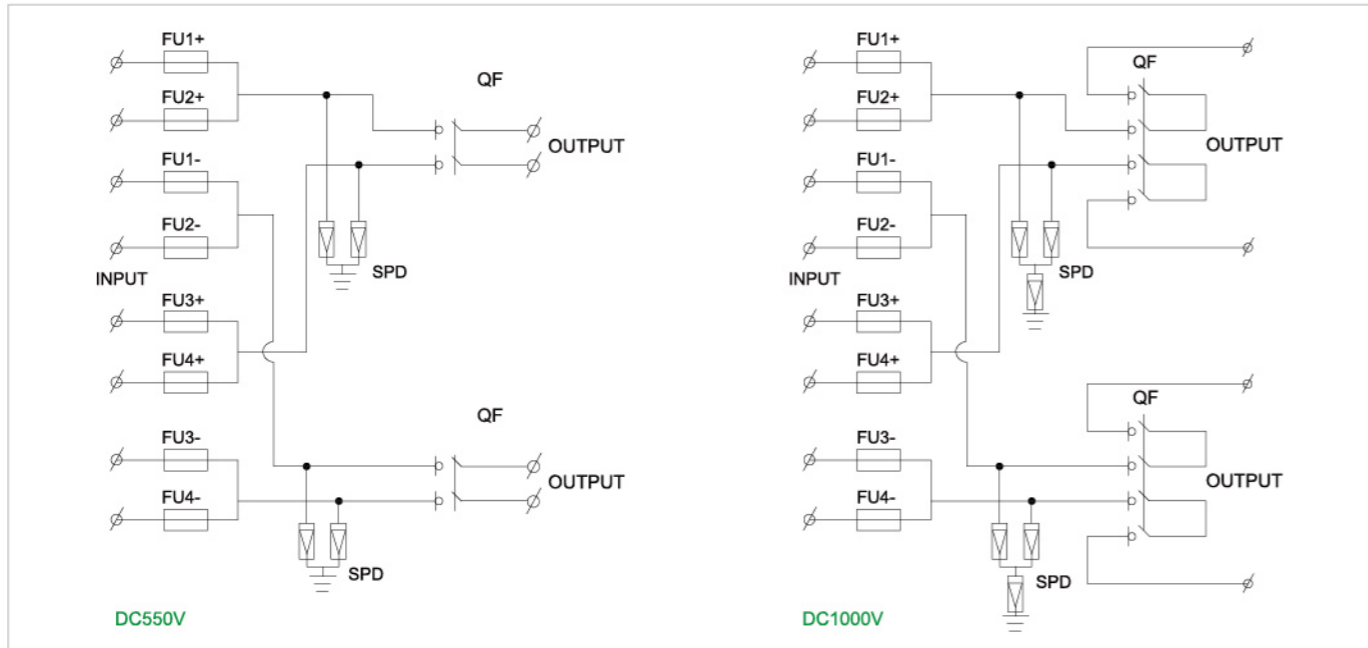 FU1+
FU2+
FU1-
FU2-
INPUT
FU3+
FU4+
FU3-
FU4-
QF
OUTPUT
SPD
QF
OUTPUT
SPD
DC550V
FU1+
FU2+
FU1-
FU2-
INPUT
FU3+
FU4+
FU3-
FU4-
QF
OUTPUT
SPD
QF
OUTPUT
SPD
DC1000V